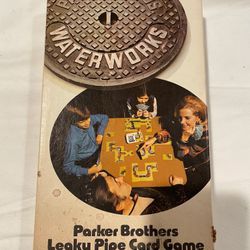 WATERWORKS
Parker Brothers
Leaky Pipe Card Game